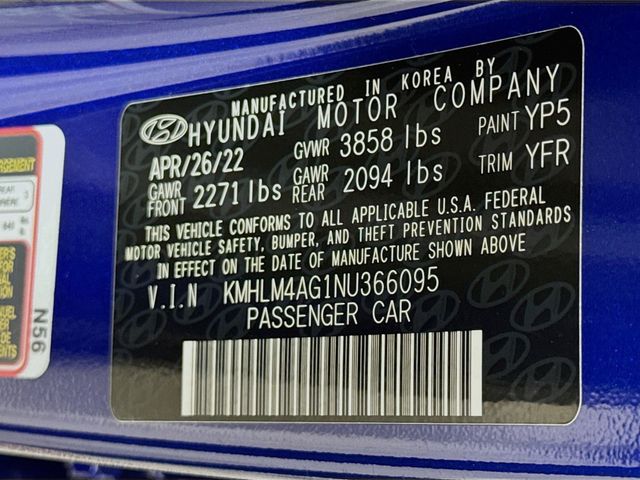 MANUFACTURED IN KOREA BY
HYUNDAI MOTOR COMPANY
APR/26/22 GVWR 3858 lbs PAINT YP5
GAWR FRONT 2271 lbs GAWR REAR 2094 lbs TRIM YFR
THIS VEHICLE CONFORMS TO ALL APPLICABLE U.S.A. FEDERAL
MOTOR VEHICLE SAFETY, BUMPER, AND THEFT PREVENTION STANDARDS
IN EFFECT ON THE DATE OF MANUFACTURE SHOWN ABOVE
V.I.N KMHLM4AG1NU366095
PASSENGER CAR
N56